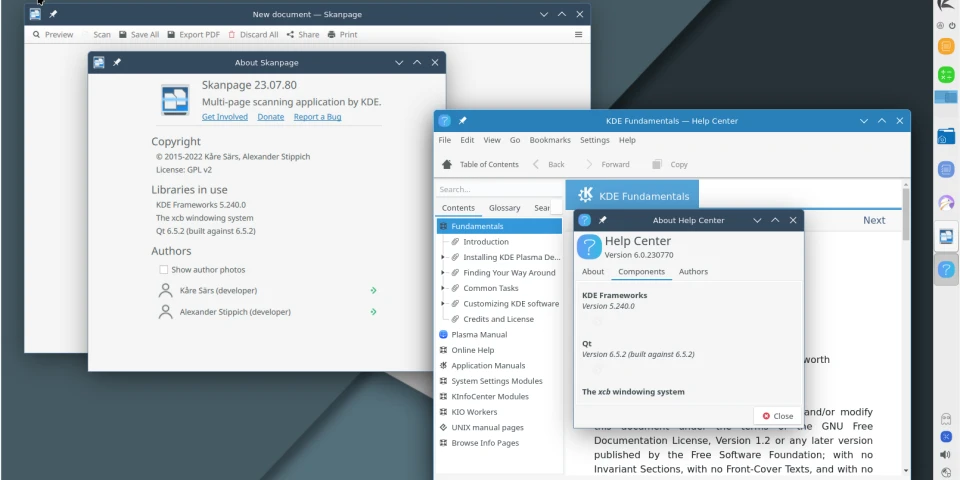 New document — Skanpage
Preview Scan Save All Export PDF Discard All Share Print
About Skanpage
Skanpage 23.07.80
Multi-page scanning application by KDE.
Get Involved Donate Report a Bug
Copyright
© 2015-2022 Kåre Särs, Alexander Stippich
License: GPL v2
Libraries in use
KDE Frameworks 5.240.0
The xcb windowing system
Qt 6.5.2 (built against 6.5.2)
Authors
Show author photos
Kåre Särs (developer)
Alexander Stippich (developer)
KDE Fundamentals — Help Center
File Edit View Go Bookmarks Settings Help
Table of Contents Back Forward Copy
Search...
Contents Glossary Sear
Fundamentals
Introduction
Installing KDE Plasma De...
Finding Your Way Around
Common Tasks
Customizing KDE software
Credits and License
Plasma Manual
Online Help
Application Manuals
System Settings Modules
KInfoCenter Modules
KIO Workers
UNIX manual pages
Browse Info Pages
KDE Fundamentals
Next
About Help Center
Help Center
Version 6.0.230770
About Components Authors
KDE Frameworks
Version 5.240.0
Qt
Version 6.5.2 (built against 6.5.2)
The xcb windowing system
Close
worth
and/or modify
this document under the terms of the GNU Free
Documentation License, Version 1.2 or any later version
published by the Free Software Foundation; with no
Invariant Sections, with no Front-Cover Texts, and with no